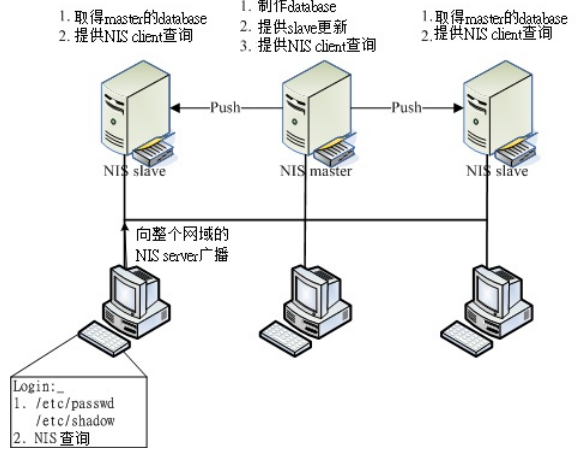 1. 取得master的database
2. 提供NIS client查询
1. 制作database
2. 提供slave更新
3. 提供NIS client查询
1. 取得master的database
2. 提供NIS client查询
Push
Push
NIS slave
NIS master
NIS slave
向整个网域的
NIS server广播
Login:_
1. /etc/passwd
/etc/shadow
2. NIS 查询